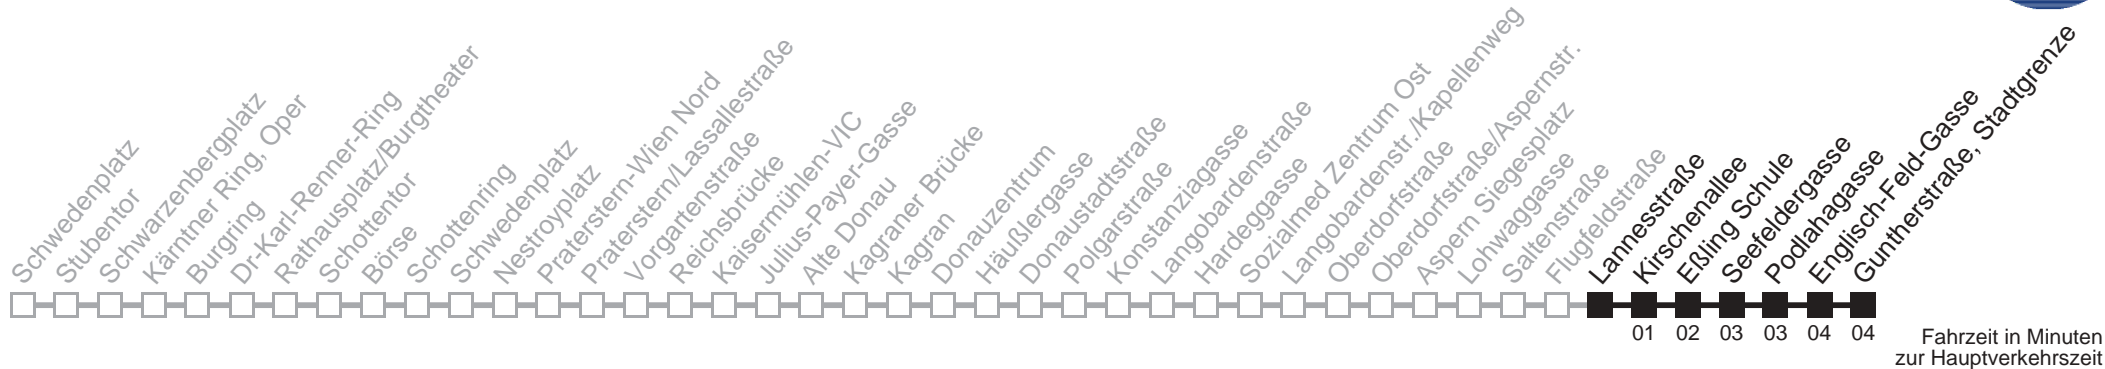 Schwedenplatz
Stubentor
Schwarzenbergplatz
Kärntner Ring, Oper
Burgring
Dr-Karl-Renner-Ring
Rathausplatz/Burgtheater
Schottentor
Börse
Schottenring
Schwedenplatz
Nestroyplatz
Praterstern-Wien Nord
Praterstern/Lassallestraße
Vorgartenstraße
Reichsbrücke
Kaisermühlen-VIC
Julius-Payer-Gasse
Alte Donau
Kagraner Brücke
Kagran
Donauzentrum
Häußlergasse
Donaustadtstraße
Polgarstraße
Konstanziagasse
Langobardenstraße
Hardeggasse
Sozialmed Zentrum Ost
Langobardenstr./Kapellenweg
Oberdorfstraße
Oberdorfstraße/Aspernstr.
Aspern Siegesplatz
Lohwaggasse
Saltenstraße
Flugfeldstraße
Lannesstraße
Kirschenallee
Eßling Schule
Seefeldergasse
Podlahagasse
Englisch-Feld-Gasse
Guntherstraße, Stadtgrenze
01 02 03 03 04 04
Fahrzeit in Minuten
zur Hauptverkehrszeit